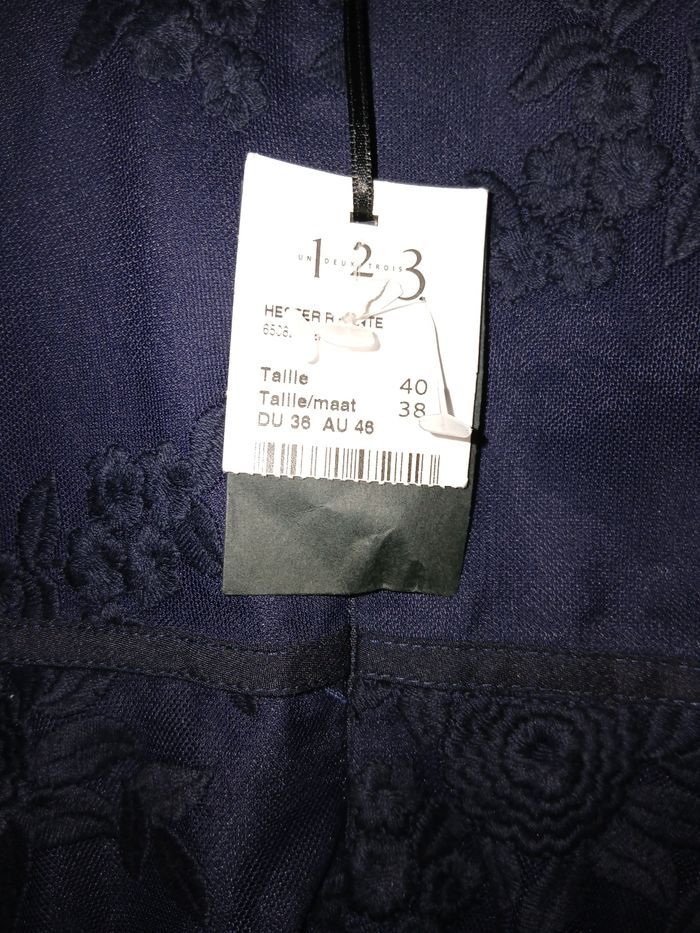 1 2 3
UN DEUX TROIS
Taille 40
Taille/maat 38
DU 36 AU 46